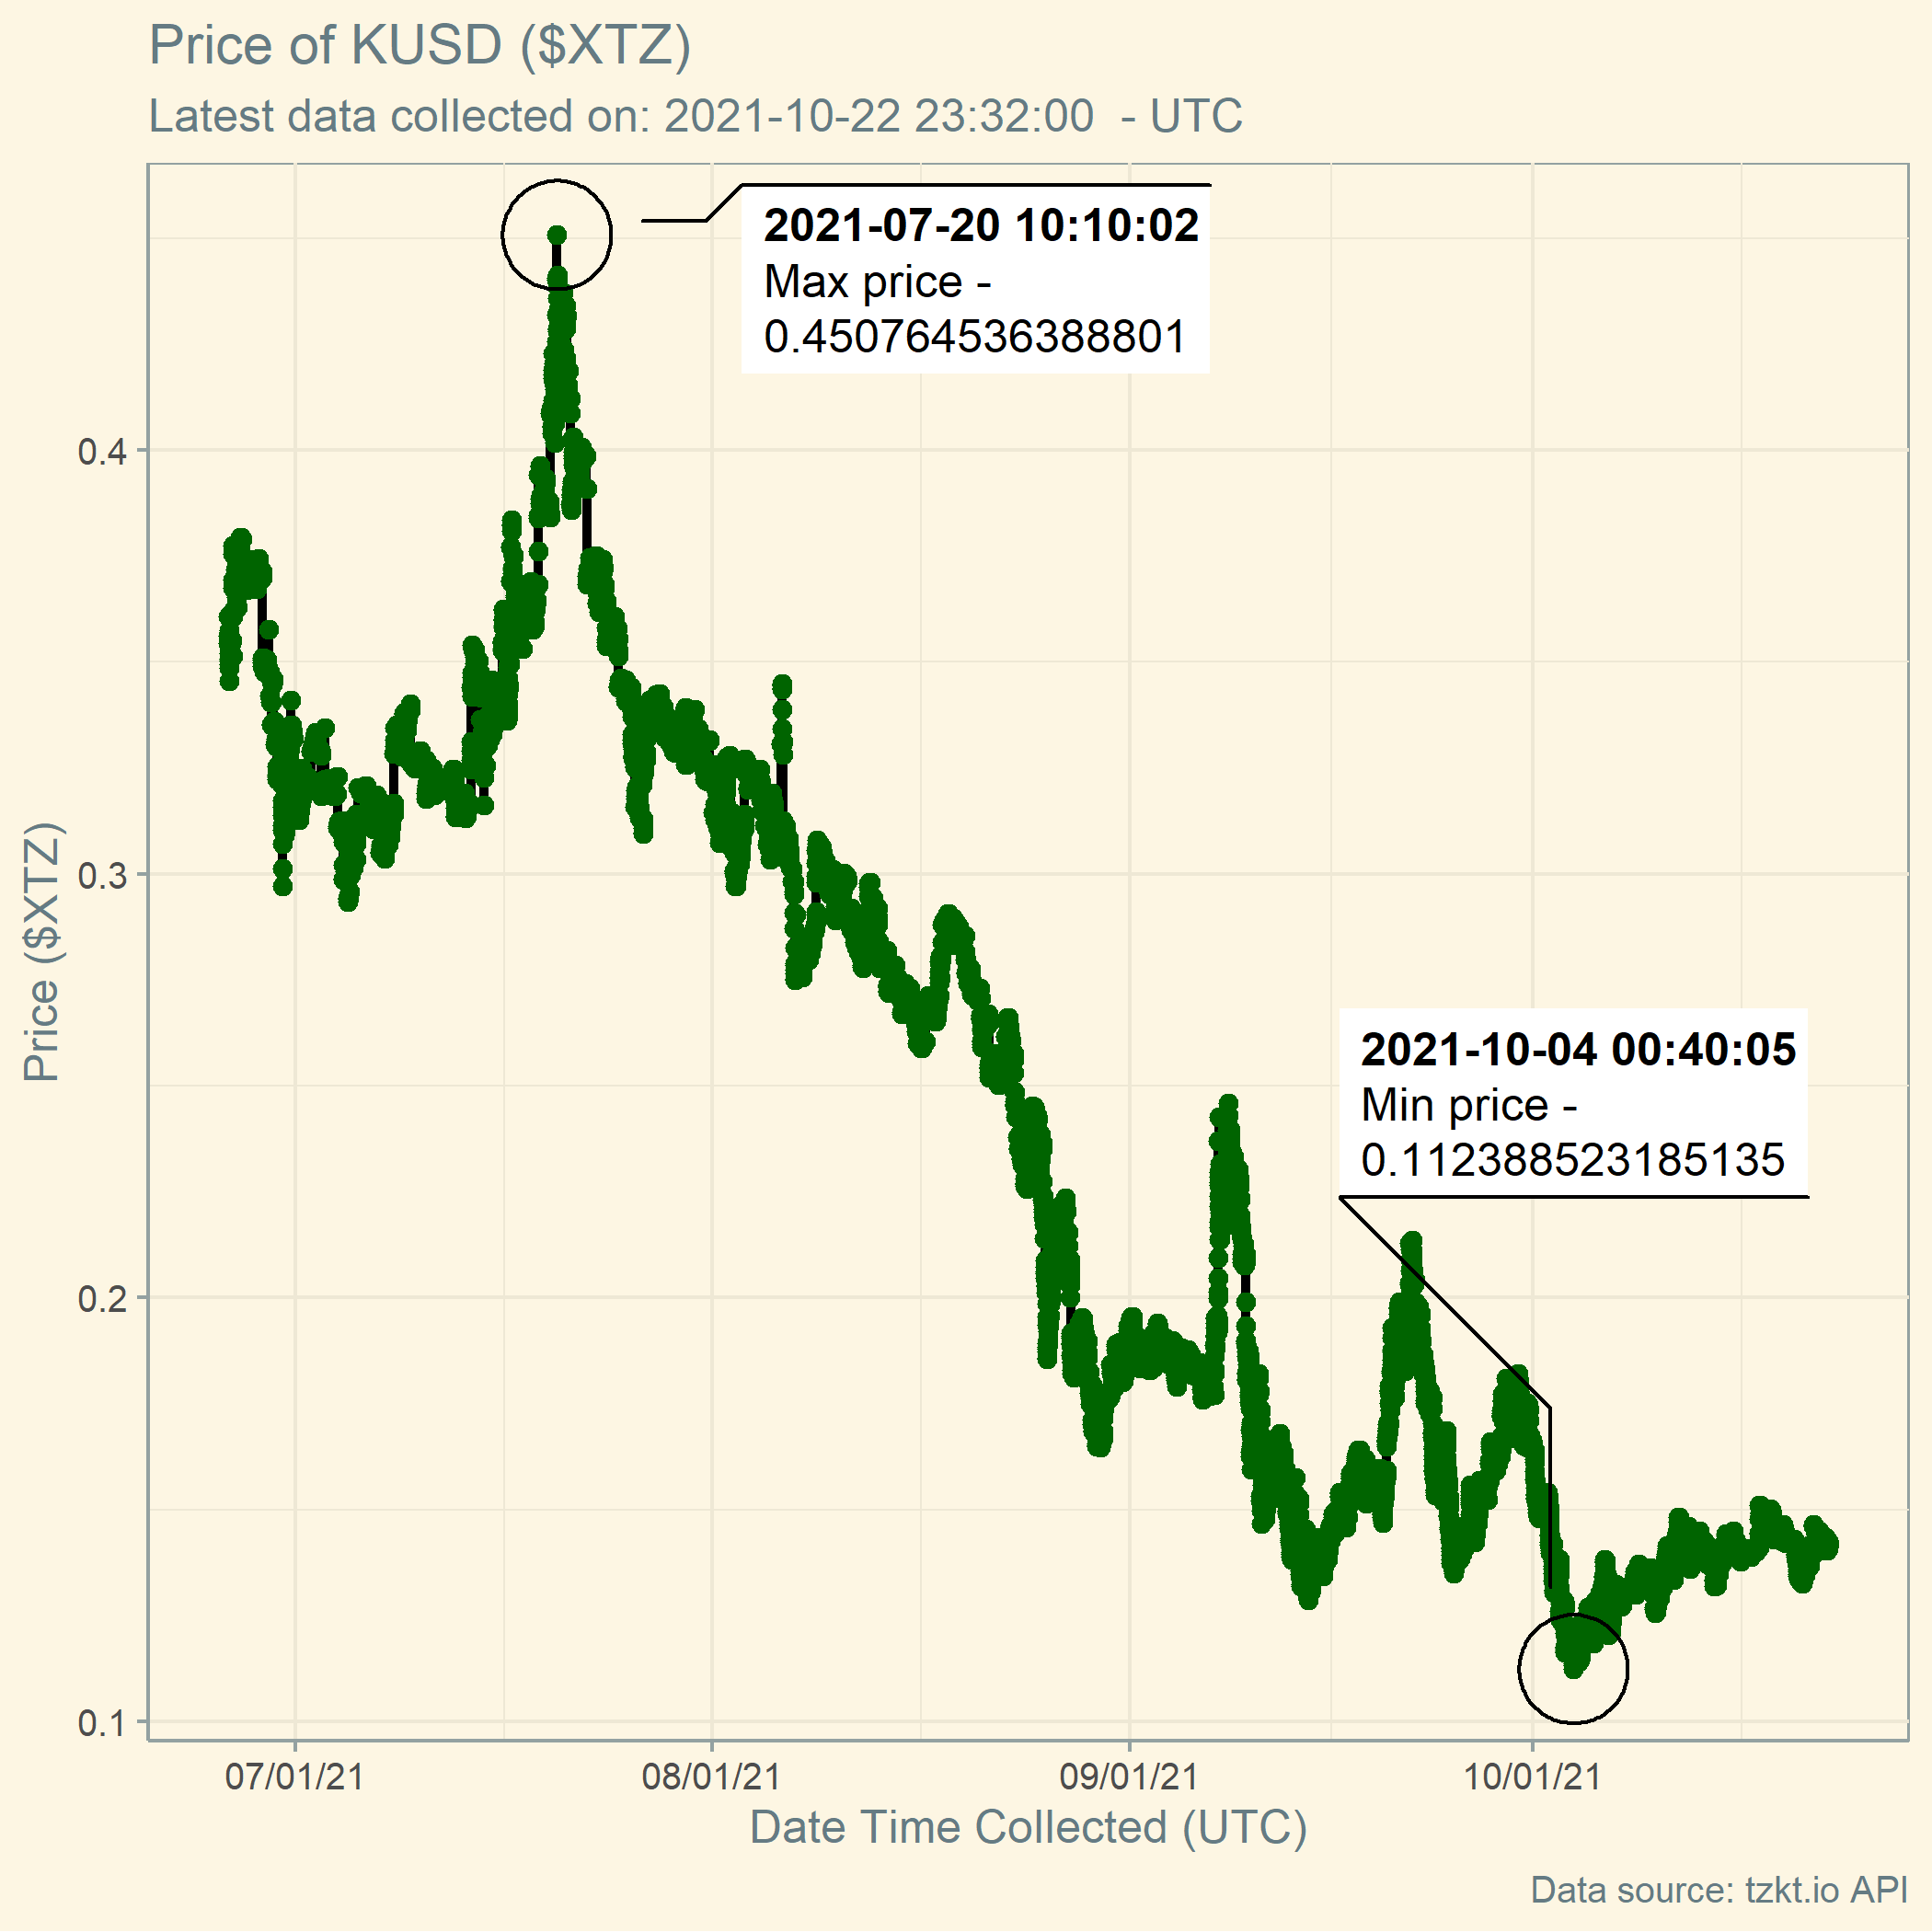 Price of KUSD ($XTZ)
Latest data collected on: 2021-10-22 23:32:00  - UTC
2021-07-20 10:10:02
Max price -
0.450764536388801
2021-10-04 00:40:05
Min price -
0.112388523185135
Price ($XTZ)
0.4
0.3
0.2
0.1
07/01/21
08/01/21
09/01/21
10/01/21
Date Time Collected (UTC)
Data source: tzkt.io API